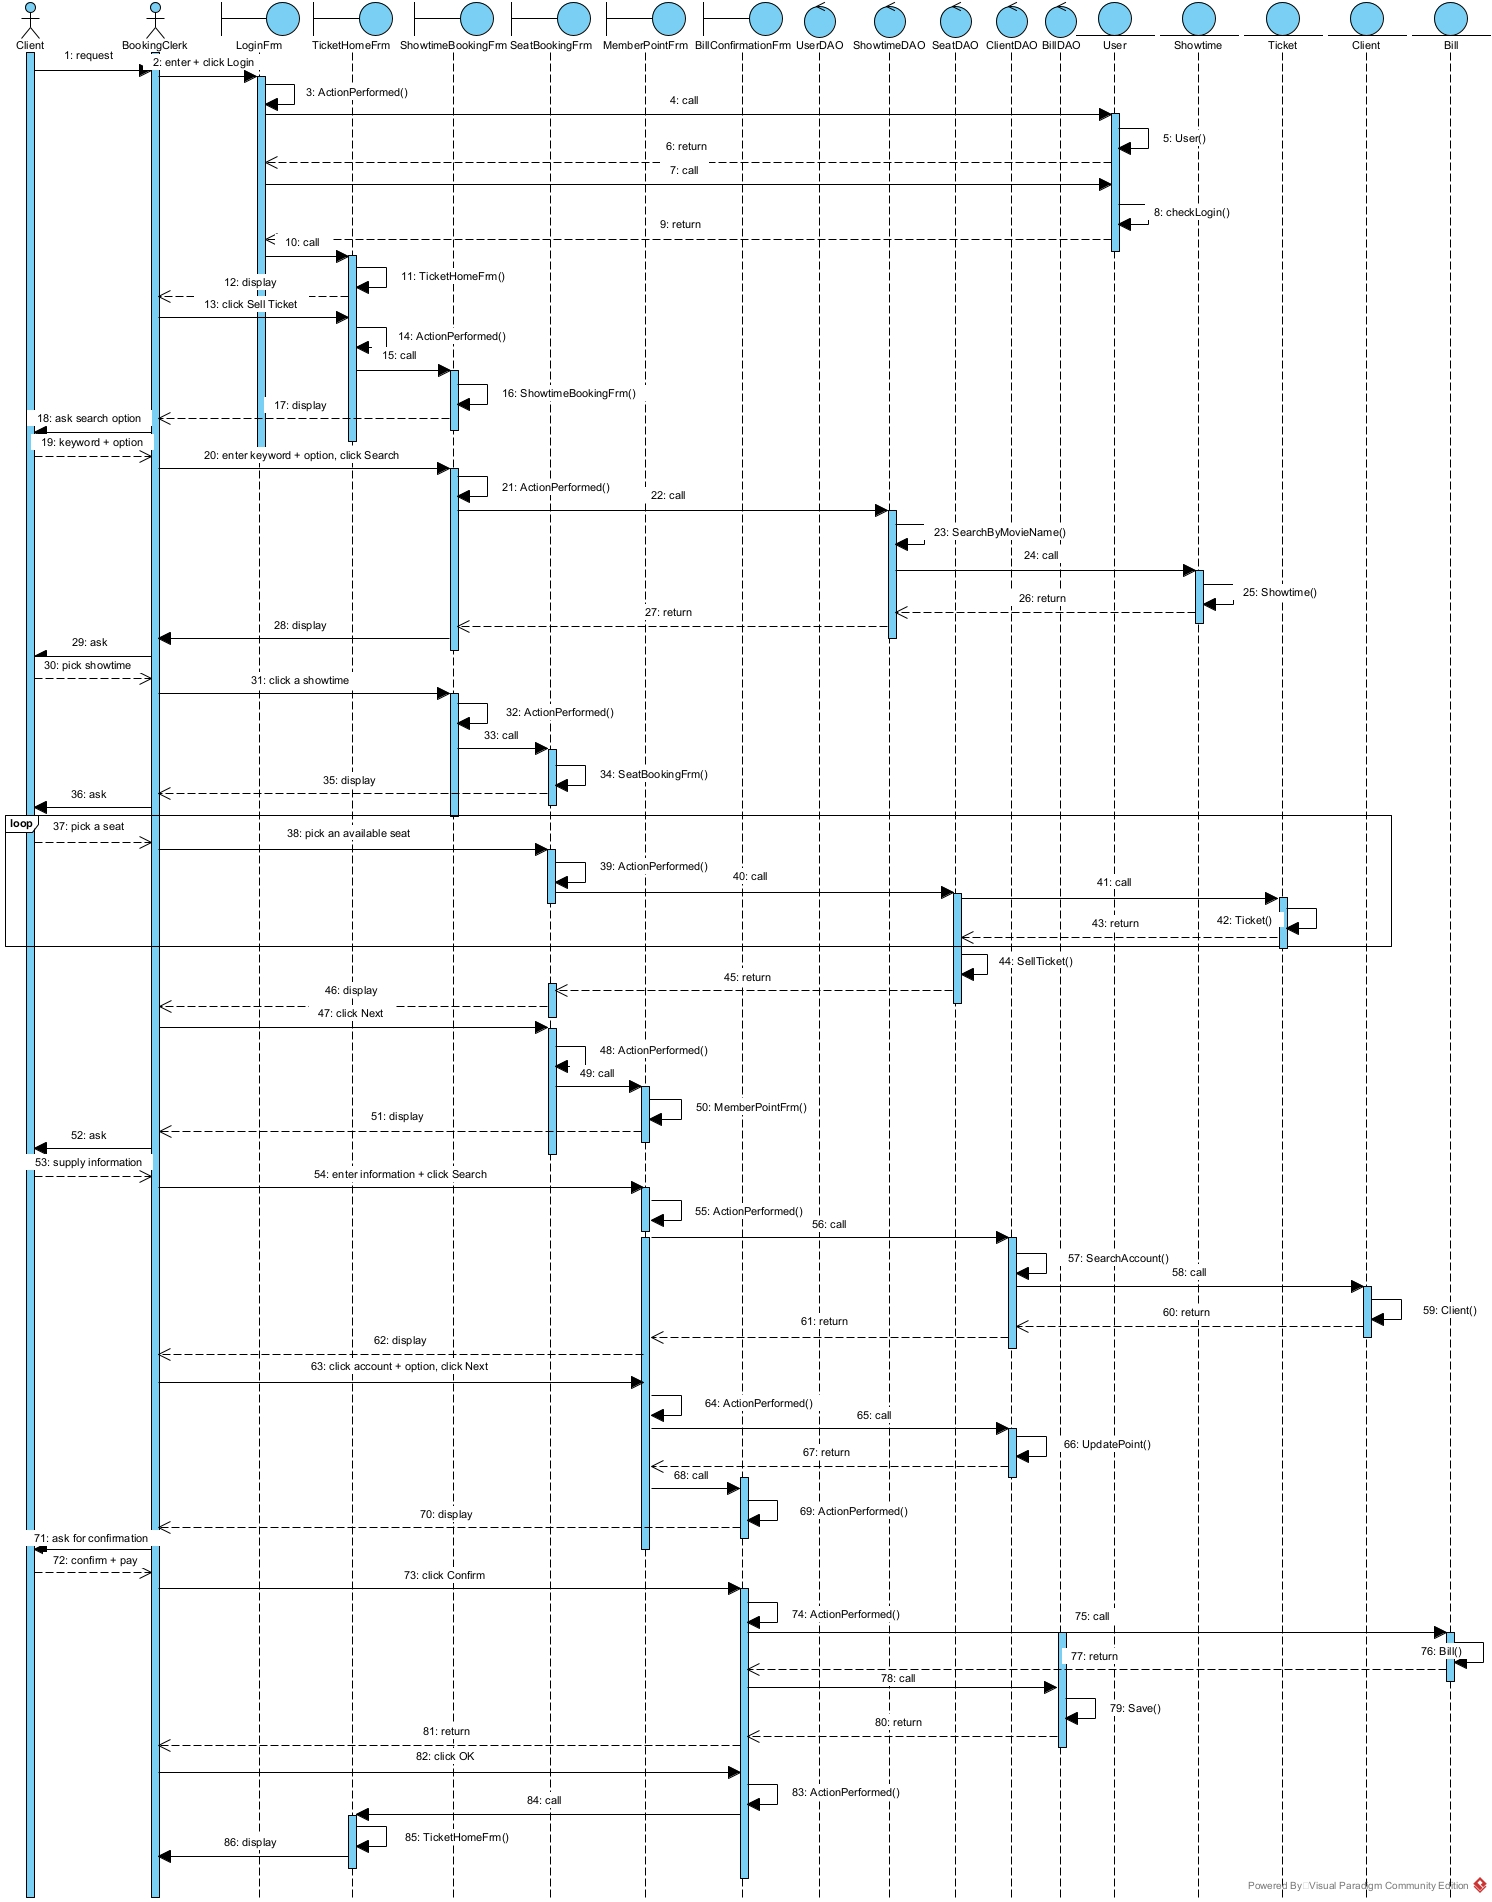 Client
BookingClerk
LoginFrm
TicketHomeFrm
ShowtimeBookingFrm
SeatBookingFrm
MemberPointFrm
BillConfirmationFrm
UserDAO
ShowtimeDAO
SeatDAO
ClientDAO
BillDAO
User
Showtime
Ticket
Client
Bill
1: request
2: enter + click Login
3: ActionPerformed()
4: call
5: User()
6: return
7: call
8: checkLogin()
9: return
10: call
11: TicketHomeFrm()
12: display
13: click Sell Ticket
14: ActionPerformed()
15: call
16: ShowtimeBookingFrm()
17: display
18: ask search option
19: keyword + option
20: enter keyword + option, click Search
21: ActionPerformed()
22: call
23: SearchByMovieName()
24: call
25: Showtime()
26: return
27: return
28: display
29: ask
30: pick showtime
31: click a showtime
32: ActionPerformed()
33: call
34: SeatBookingFrm()
35: display
36: ask
loop
37: pick a seat
38: pick an available seat
39: ActionPerformed()
40: call
41: call
42: Ticket()
43: return
44: SellTicket()
45: return
46: display
47: click Next
48: ActionPerformed()
49: call
50: MemberPointFrm()
51: display
52: ask
53: supply information
54: enter information + click Search
55: ActionPerformed()
56: call
57: SearchAccount()
58: call
59: Client()
60: return
61: return
62: display
63: click account + option, click Next
64: ActionPerformed()
65: call
66: UpdatePoint()
67: return
68: call
69: ActionPerformed()
70: display
71: ask for confirmation
72: confirm + pay
73: click Confirm
74: ActionPerformed()
75: call
76: Bill()
77: return
78: call
79: Save()
80: return
81: return
82: click OK
83: ActionPerformed()
84: call
85: TicketHomeFrm()
86: display
Powered By Visual Paradigm Community Edition